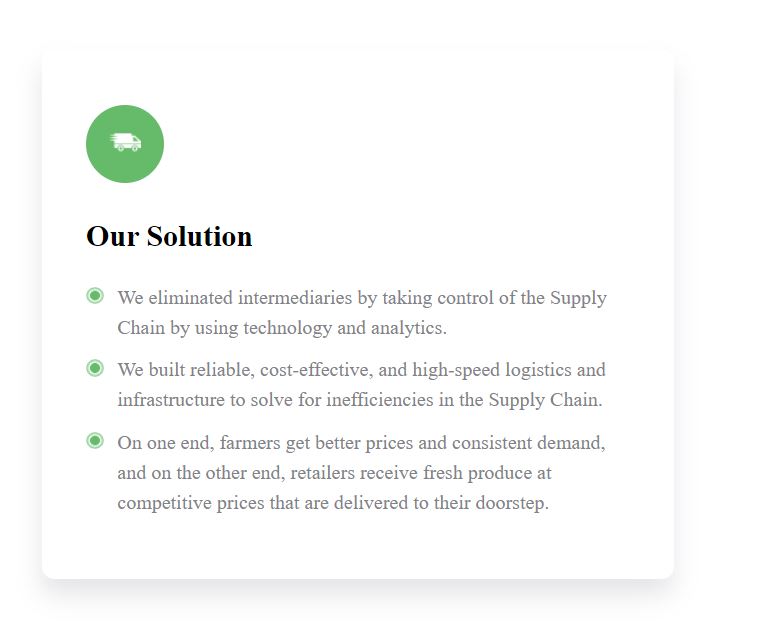 Our Solution
We eliminated intermediaries by taking control of the Supply
Chain by using technology and analytics.
We built reliable, cost-effective, and high-speed logistics and
infrastructure to solve for inefficiencies in the Supply Chain.
On one end, farmers get better prices and consistent demand,
and on the other end, retailers receive fresh produce at
competitive prices that are delivered to their doorstep.